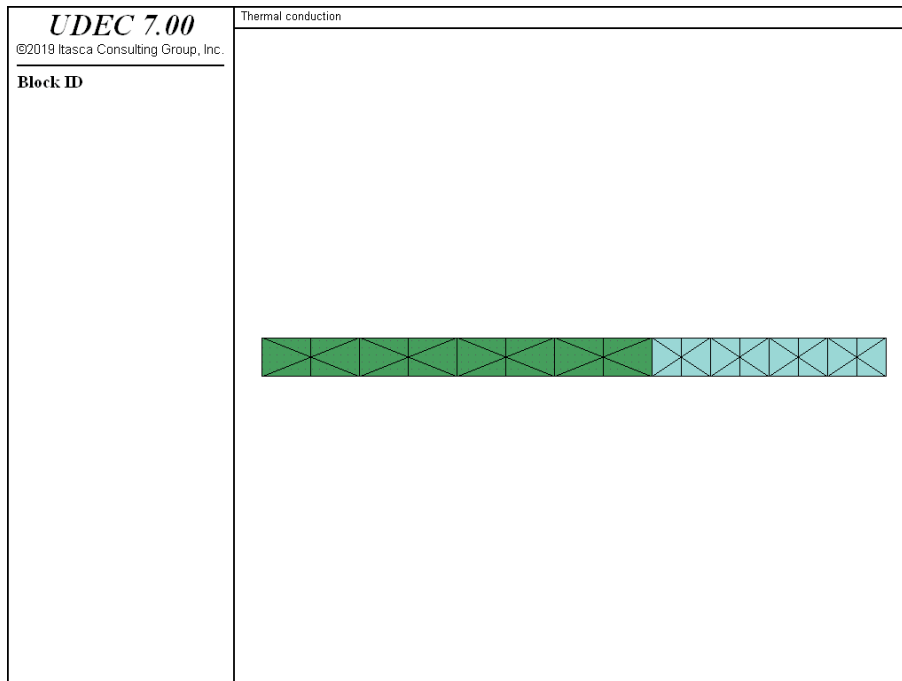 UDEC 7.00
©2019 Itasca Consulting Group, Inc.
Block ID
Thermal conduction